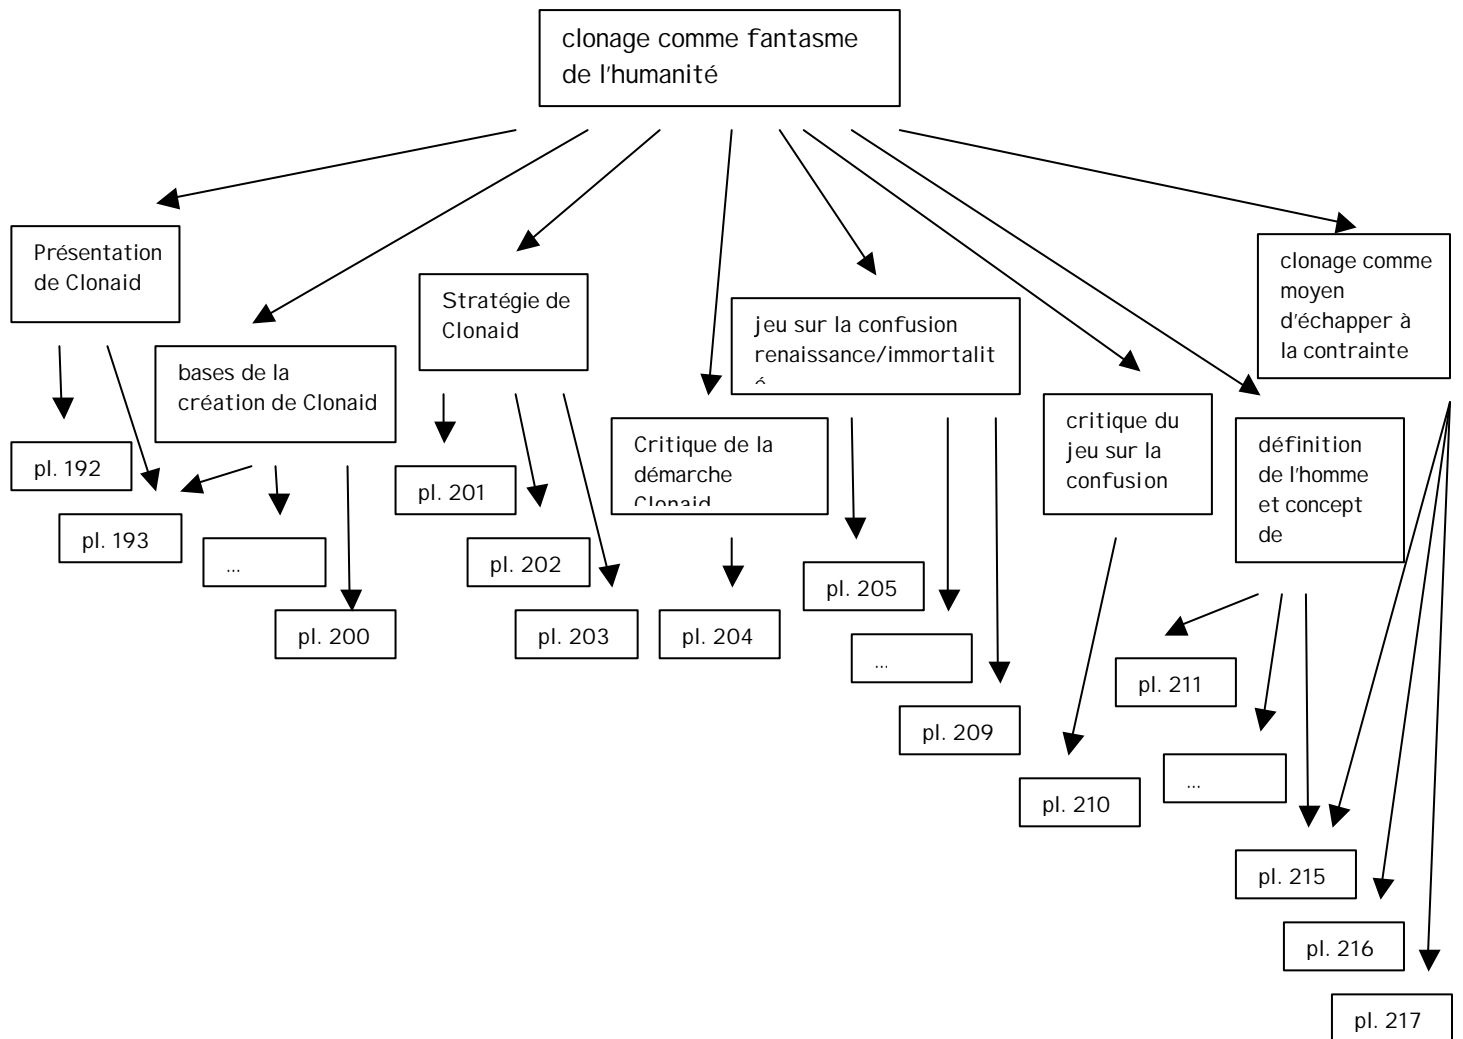 clonage comme fantasme
de l'humanité
Présentation
de Clonaid
bases de la
création de Clonaid
Stratégie de
Clonaid
Critique de la
démarche
Clonaid
jeu sur la confusion
renaissance/immortalit
é
critique du
jeu sur la
confusion
définition
de l'homme
et concept
de
clonage comme
moyen
d'échapper à
la contrainte
pl. 192
pl. 193
...
pl. 200
pl. 201
pl. 202
pl. 203
pl. 204
pl. 205
...
pl. 209
pl. 210
pl. 211
...
pl. 215
pl. 216
pl. 217